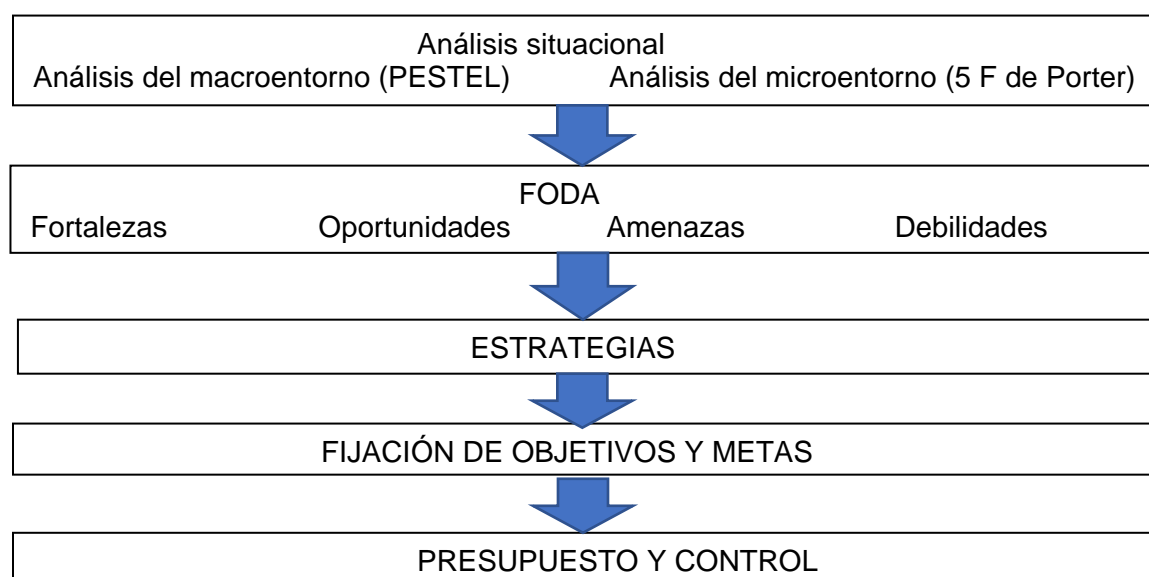 Análisis situacional
Análisis del macroentorno (PESTEL) Análisis del microentorno (5 F de Porter)
FODA
Fortalezas Oportunidades Amenazas Debilidades
ESTRATEGIAS
FIJACIÓN DE OBJETIVOS Y METAS
PRESUPUESTO Y CONTROL